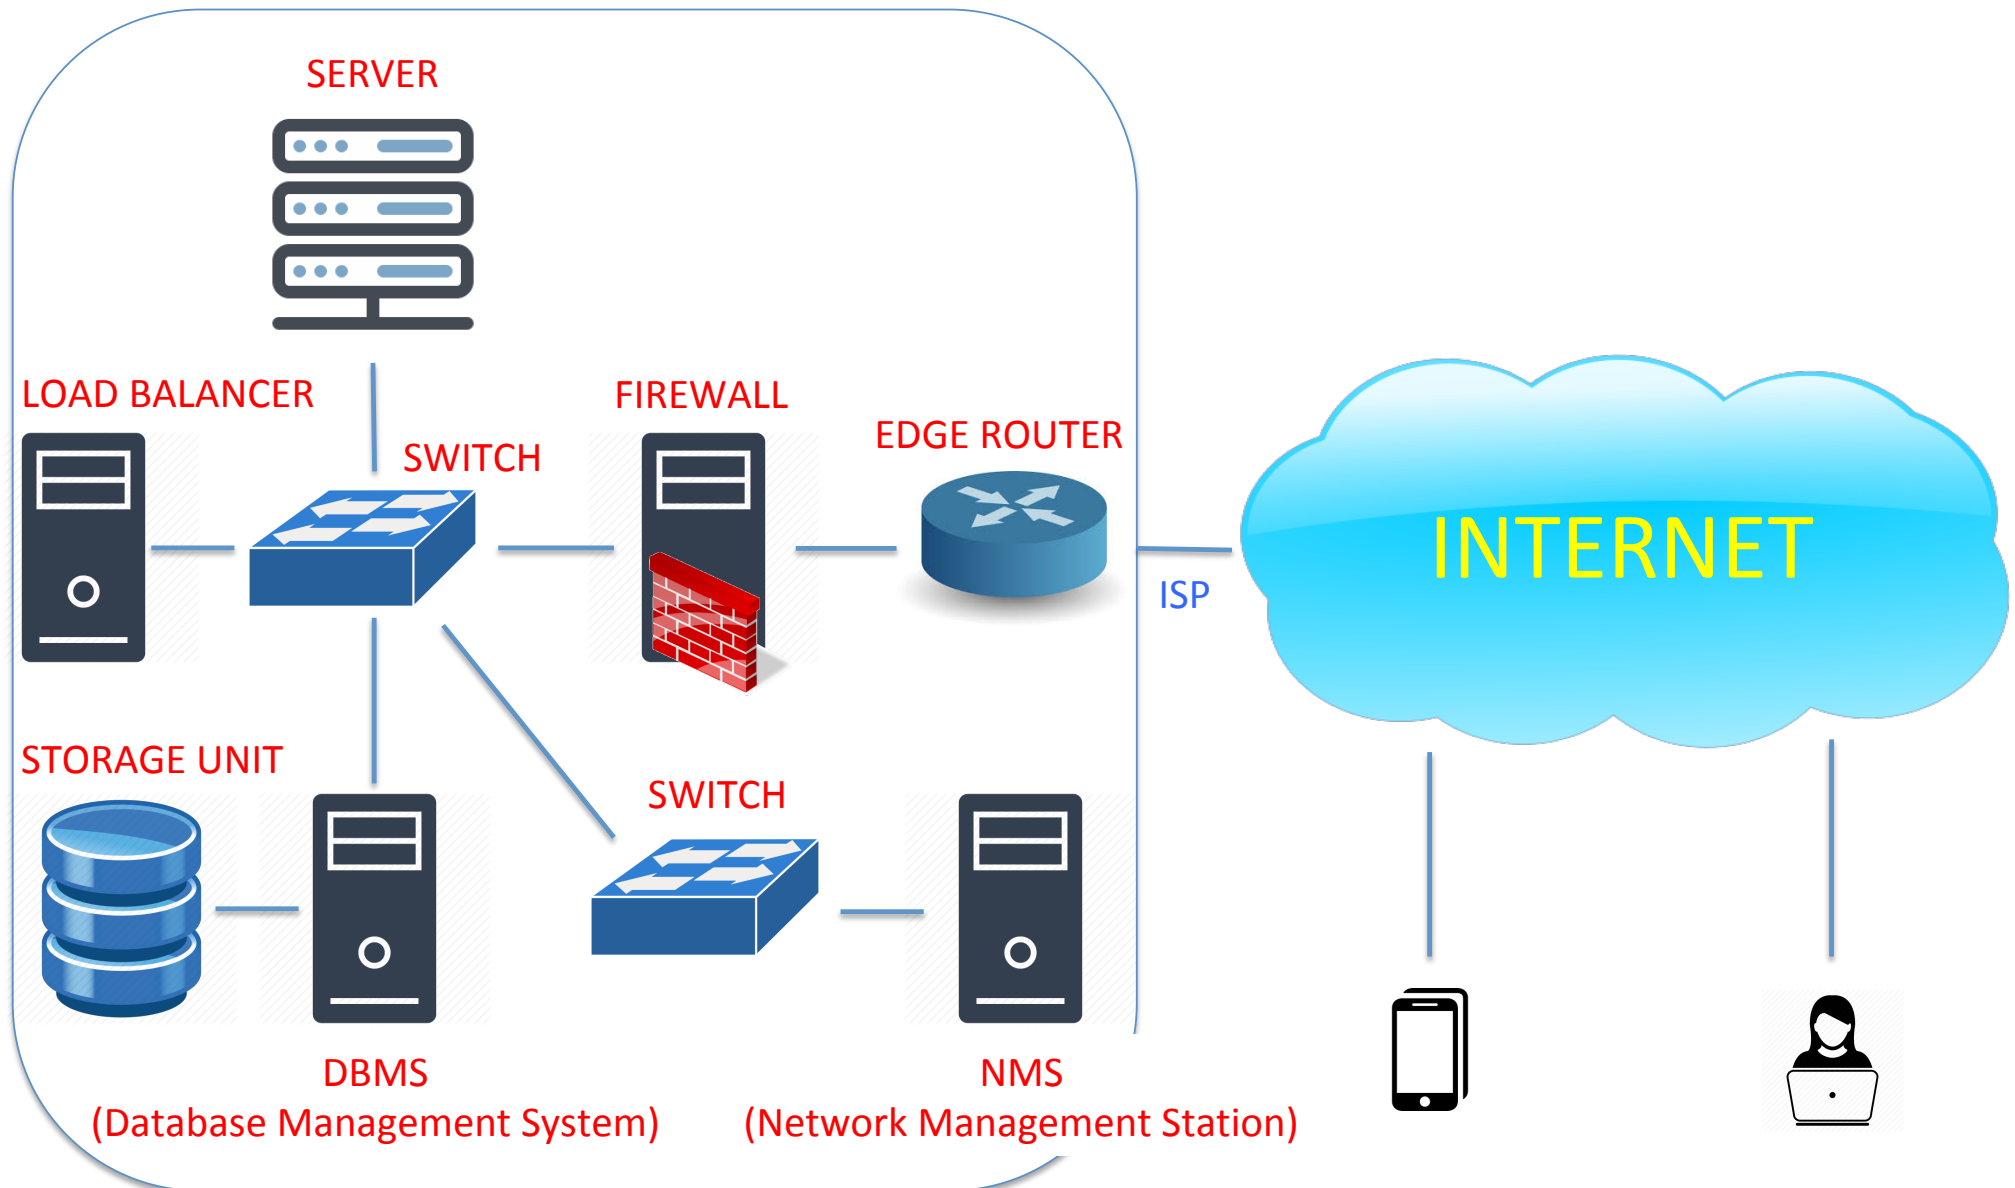 SERVER
LOAD BALANCER
FIREWALL
EDGE ROUTER
SWITCH
INTERNET
ISP
STORAGE UNIT
SWITCH
DBMS
(Database Management System)
NMS
(Network Management Station)